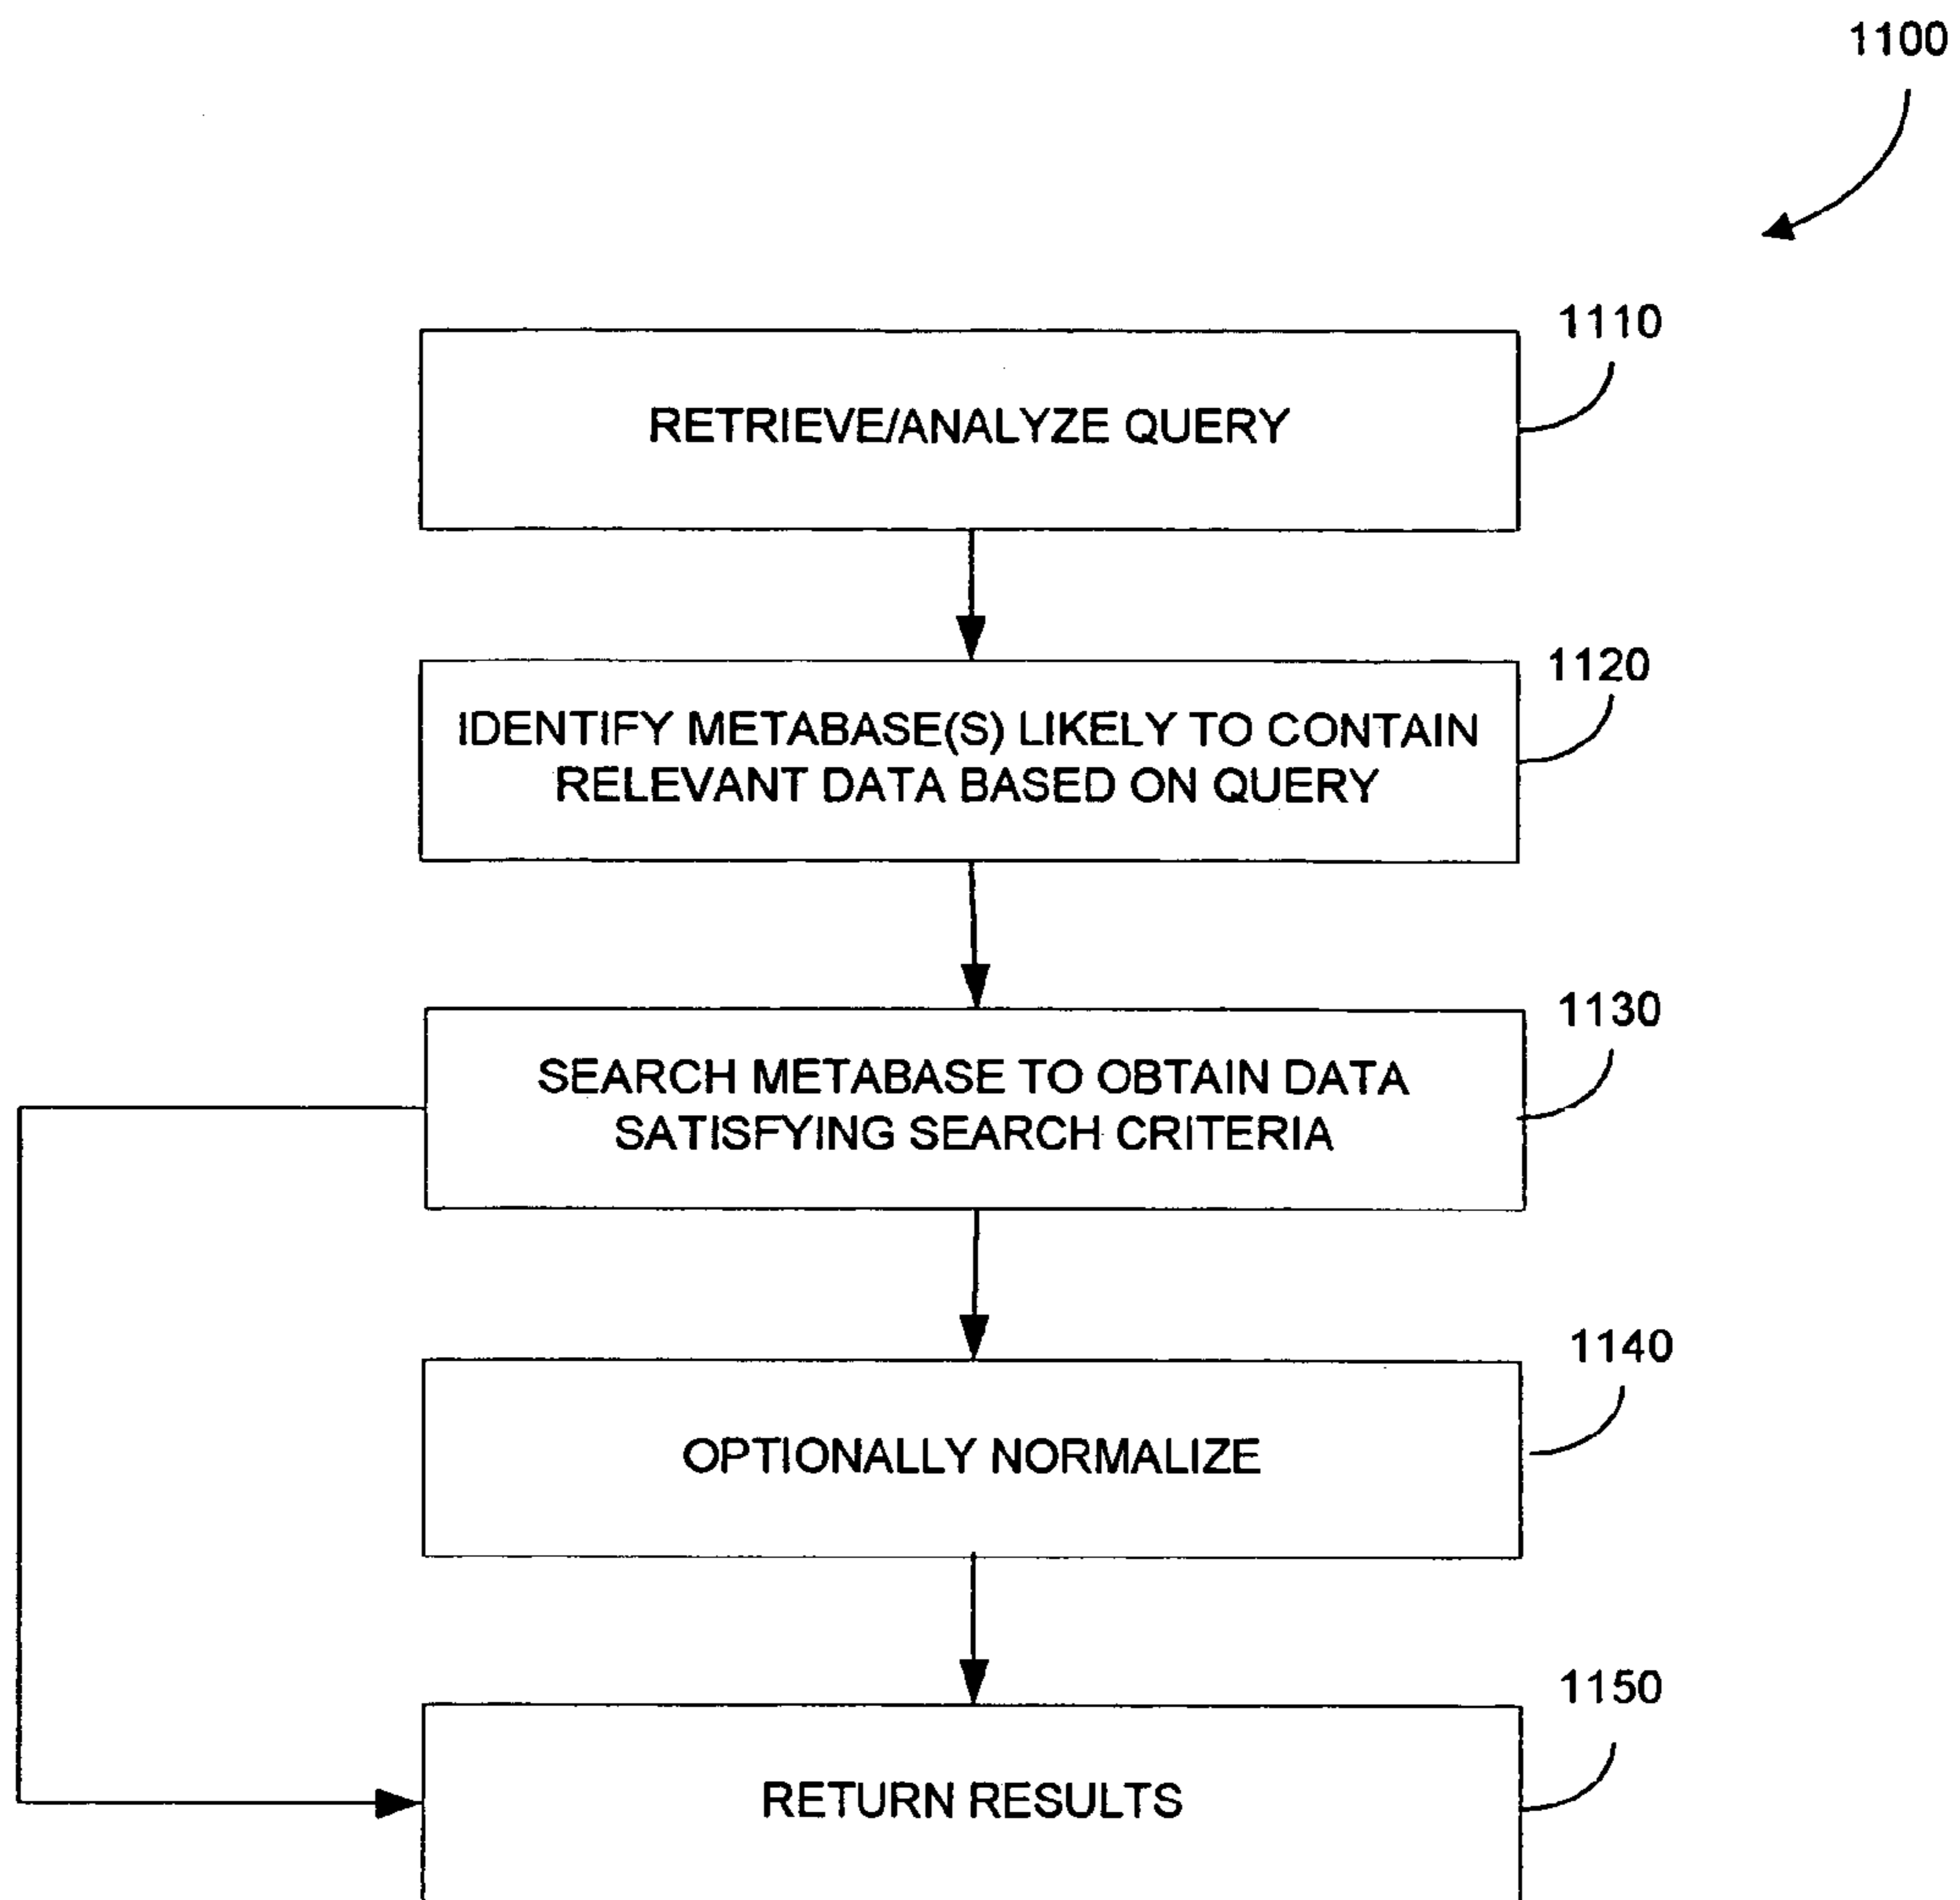 1100
1110
RETRIEVE/ANALYZE QUERY
1120
IDENTIFY METABASE(S) LIKELY TO CONTAIN
RELEVANT DATA BASED ON QUERY
1130
SEARCH METABASE TO OBTAIN DATA
SATISFYING SEARCH CRITERIA
1140
OPTIONALLY NORMALIZE
1150
RETURN RESULTS